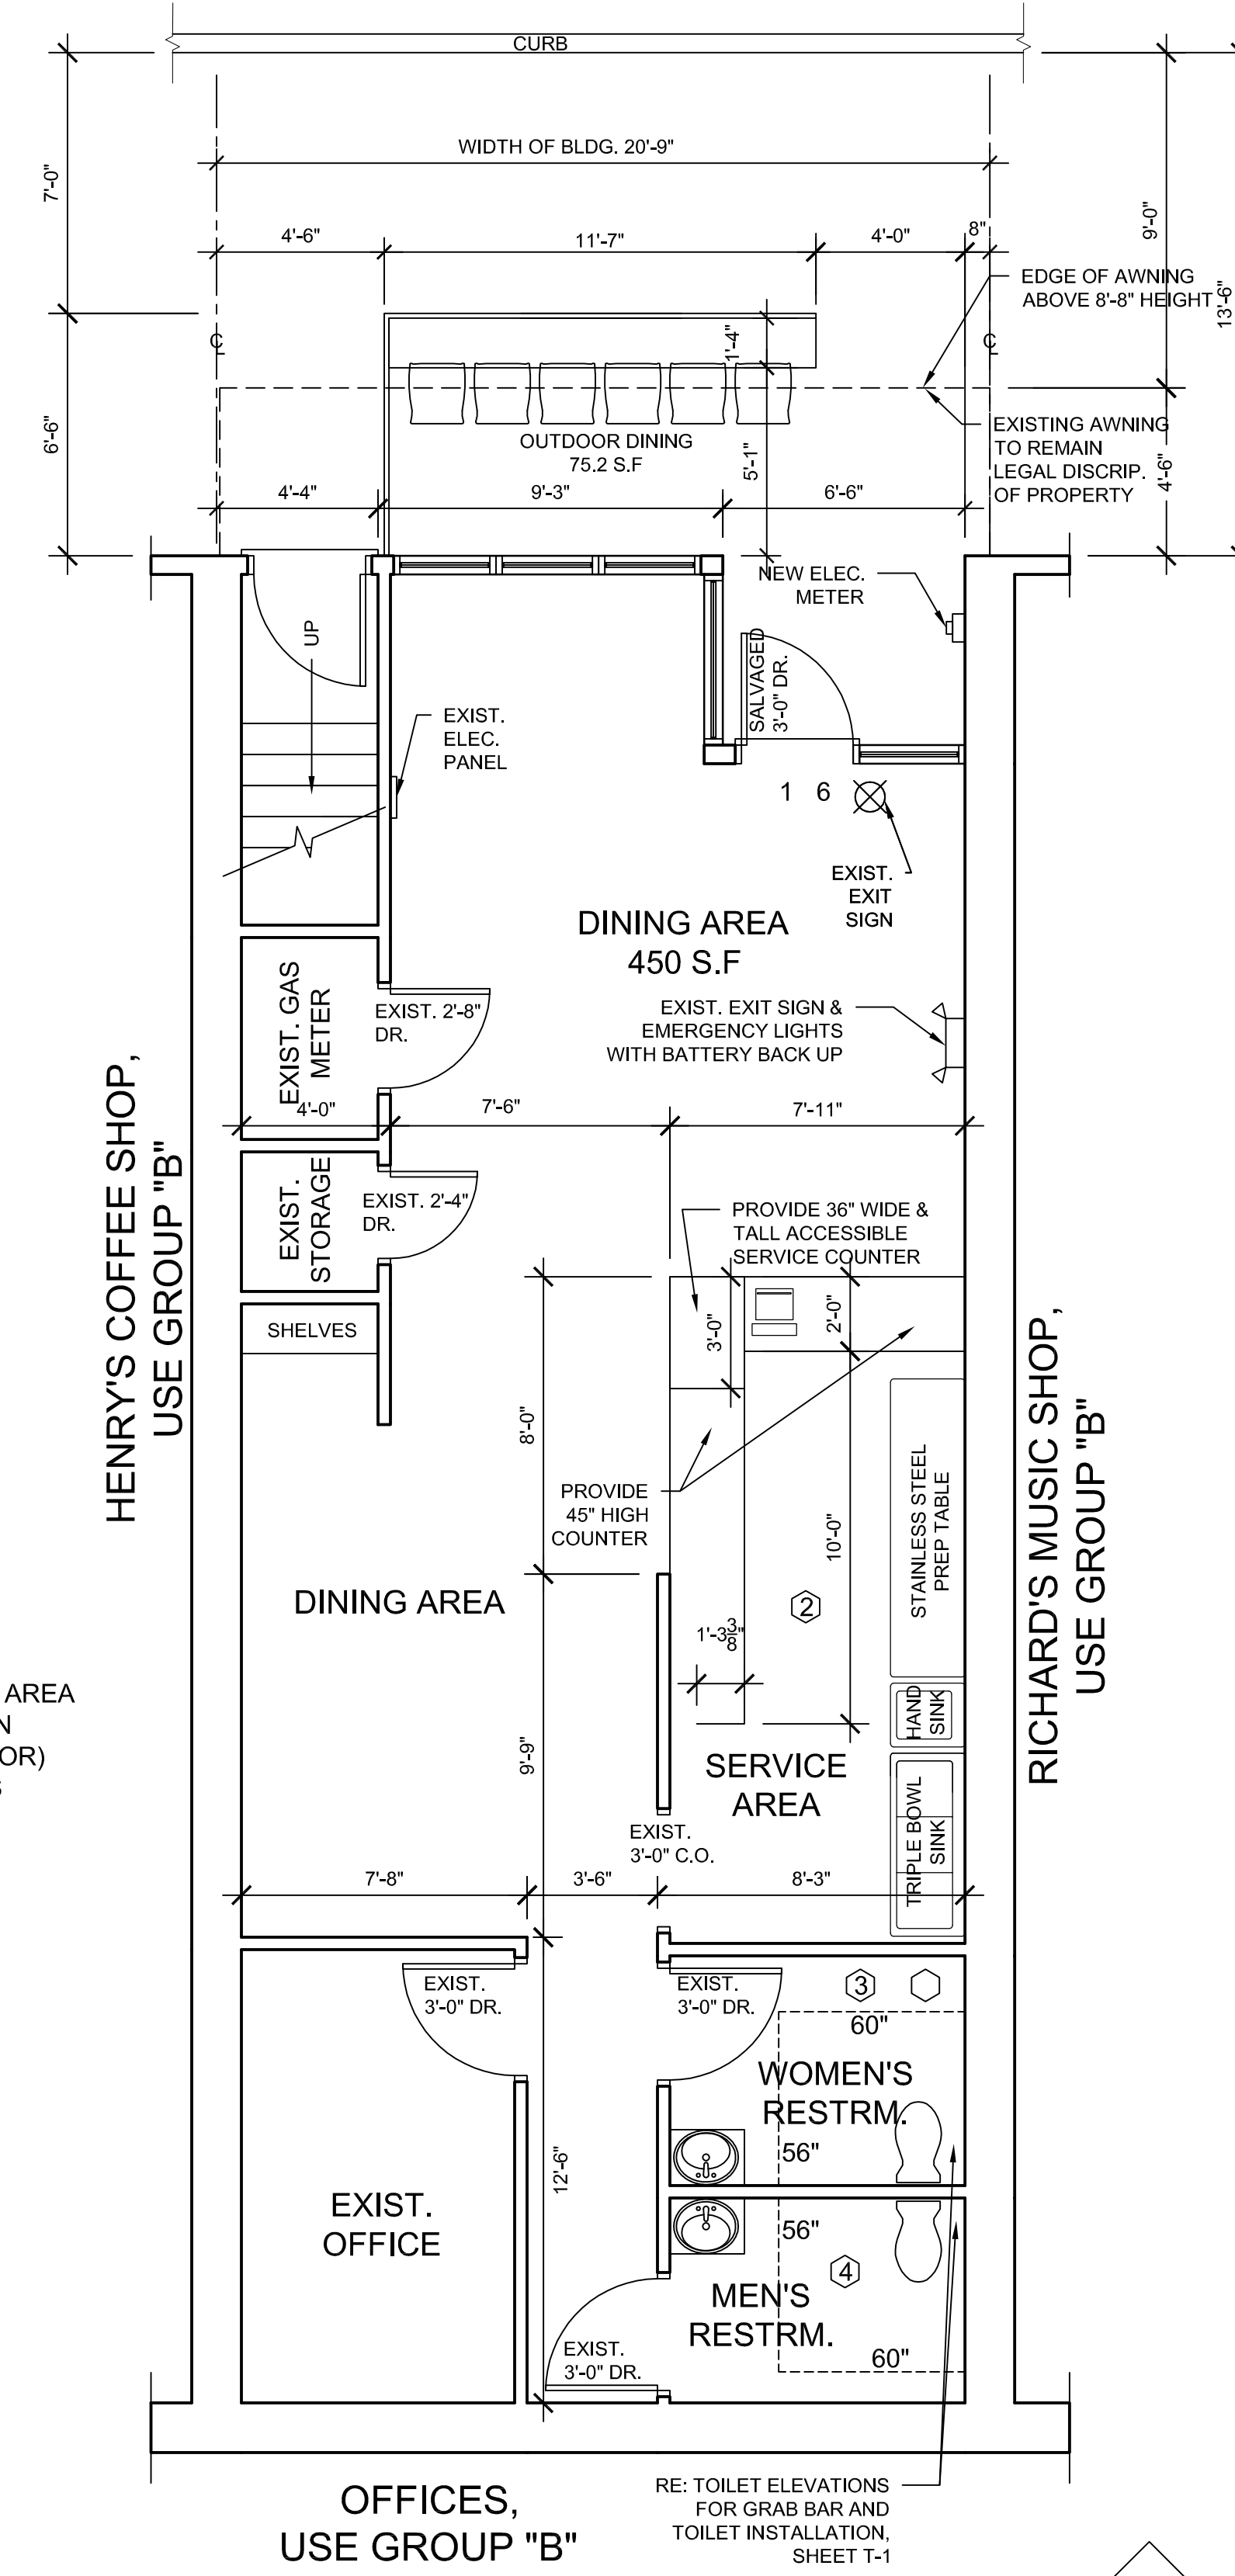 CURB
WIDTH OF BLDG. 20'-9"
7'-0"
9'-0"
13'-6"
4'-6"
11'-7"
4'-0"
8"
EDGE OF AWNING
ABOVE 8'-8" HEIGHT
CL
1'-4"
CL
6'-6"
OUTDOOR DINING
75.2 S.F
5'-1"
EXISTING AWNING
TO REMAIN
LEGAL DISCRIP.
OF PROPERTY
4'-6"
4'-4"
9'-3"
6'-6"
NEW ELEC.
METER
UP
SALVAGED
3'-0" DR.
EXIST.
ELEC.
PANEL
1 6
EXIST.
EXIT
SIGN
DINING AREA
450 S.F
EXIST. GAS
METER
EXIST. 2'-8"
DR.
EXIST. EXIT SIGN &
EMERGENCY LIGHTS
WITH BATTERY BACK UP
4'-0"
7'-6"
7'-11"
HENRY'S COFFEE SHOP,
USE GROUP "B"
EXIST.
STORAGE
EXIST. 2'-4"
DR.
PROVIDE 36" WIDE &
TALL ACCESSIBLE
SERVICE COUNTER
SHELVES
3'-0"
2'-0"
8'-0"
RICHARD'S MUSIC SHOP,
USE GROUP "B"
PROVIDE
45" HIGH
COUNTER
10'-0"
STAINLESS STEEL
PREP TABLE
DINING AREA
2
1'-3 3/8"
HAND
SINK
AREA
N
OR)
S
9'-9"
SERVICE
AREA
TRIPLE BOWL
SINK
EXIST.
3'-0" C.O.
7'-8"
3'-6"
8'-3"
EXIST.
3'-0" DR.
EXIST.
3'-0" DR.
3
60"
WOMEN'S
RESTRM.
12'-6"
56"
EXIST.
OFFICE
56"
4
MEN'S
RESTRM.
EXIST.
3'-0" DR.
60"
OFFICES,
USE GROUP "B"
RE: TOILET ELEVATIONS
FOR GRAB BAR AND
TOILET INSTALLATION,
SHEET T-1